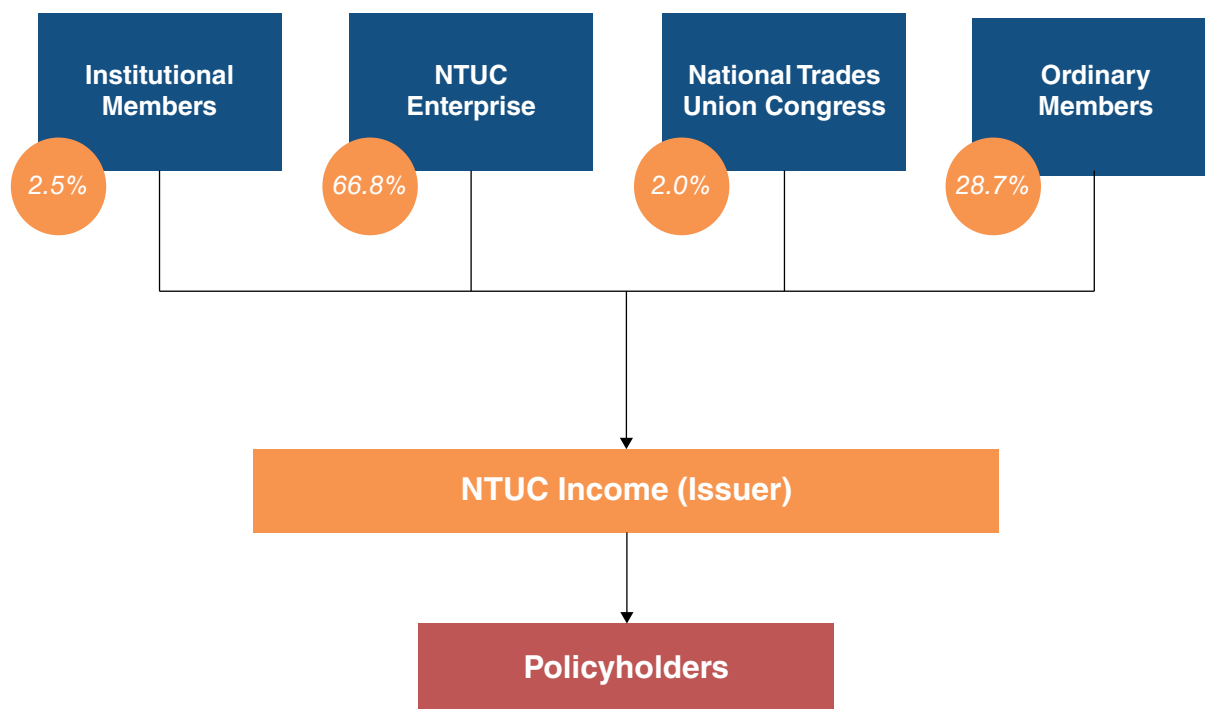 Institutional
Members
NTUC
Enterprise
National Trades
Union Congress
Ordinary
Members
2.5%
66.8%
2.0%
28.7%
NTUC Income (Issuer)
Policyholders